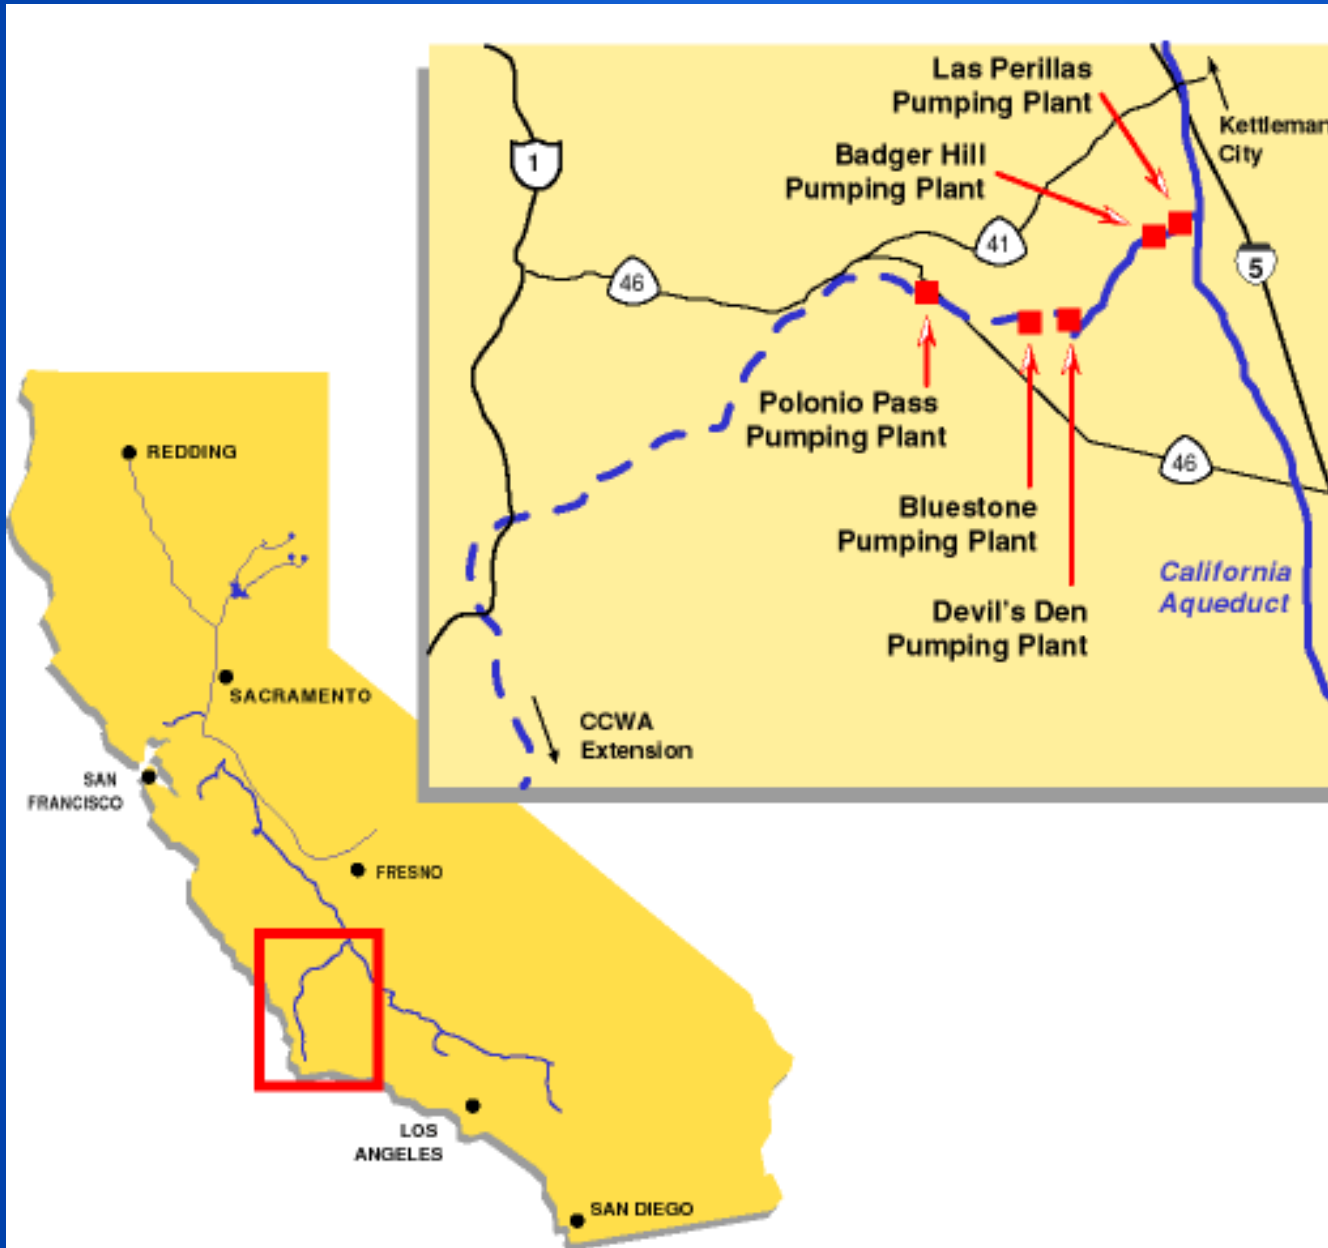 Las Perillas
Pumping Plant
Kettleman
City
Badger Hill
Pumping Plant
1
41
46
5
Polonio Pass
Pumping Plant
46
Bluestone
Pumping Plant
California
Aqueduct
Devil's Den
Pumping Plant
CCWA
Extension
REDDING
SACRAMENTO
SAN
FRANCISCO
FRESNO
LOS
ANGELES
SAN DIEGO